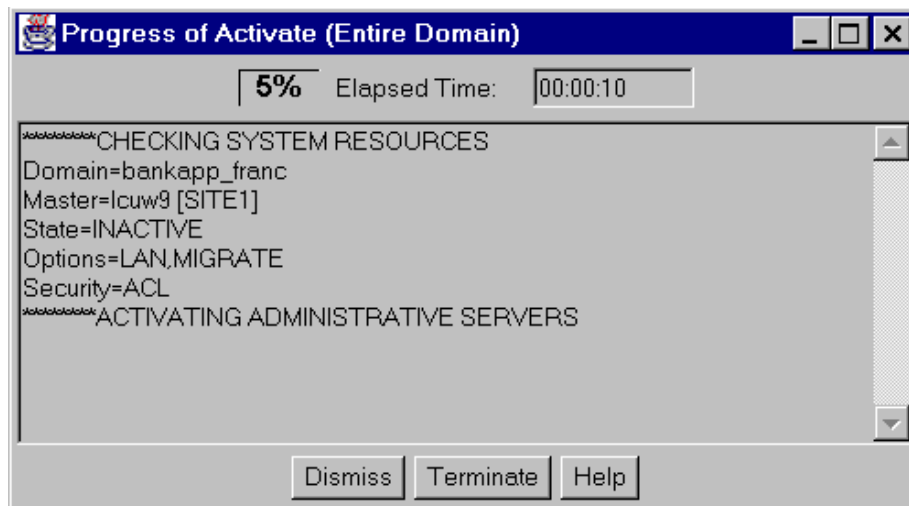 Progress of Activate (Entire Domain)
5% Elapsed Time: 00:00:10
*********CHECKING SYSTEM RESOURCES
Domain=bankapp_franc
Master=lcuw9 [SITE1]
State=INACTIVE
Options=LAN,MIGRATE
Security=ACL
*********ACTIVATING ADMINISTRATIVE SERVERS
Dismiss Terminate Help